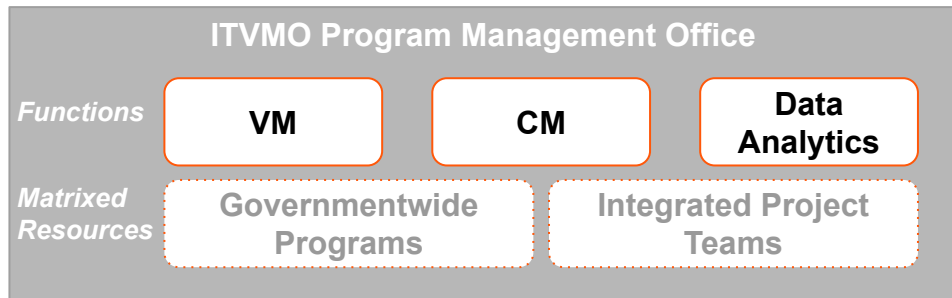 ITVMO Program Management Office
Functions
VM
CM
Data
Analytics
Matrixed
Resources
Governmentwide
Programs
Integrated Project
Teams